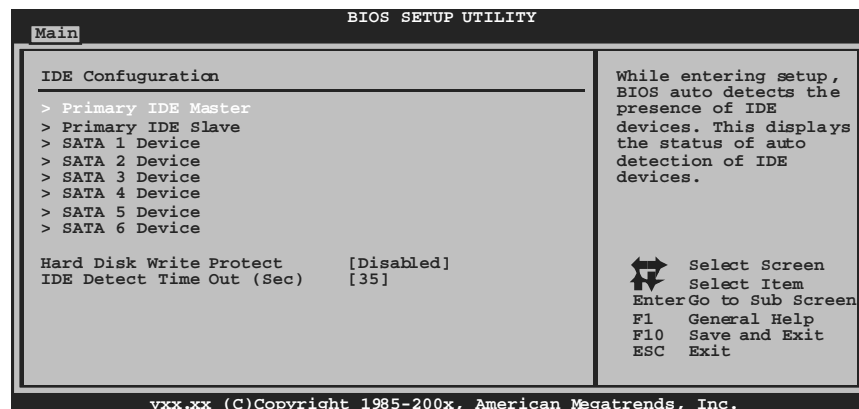 BIOS SETUP UTILITY
Main
IDE Confuguration
> Primary IDE Master
> Primary IDE Slave
> SATA 1 Device
> SATA 2 Device
> SATA 3 Device
> SATA 4 Device
> SATA 5 Device
> SATA 6 Device
Hard Disk Write Protect [Disabled]
IDE Detect Time Out (Sec) [35]
While entering setup,
BIOS auto detects the
presence of IDE
devices. This displays
the status of auto
detection of IDE
devices.
Select Screen
Select Item
Enter Go to Sub Screen
F1 General Help
F10 Save and Exit
ESC Exit
vxx.xx (C)Copyright 1985-200x, American Megatrends, Inc.